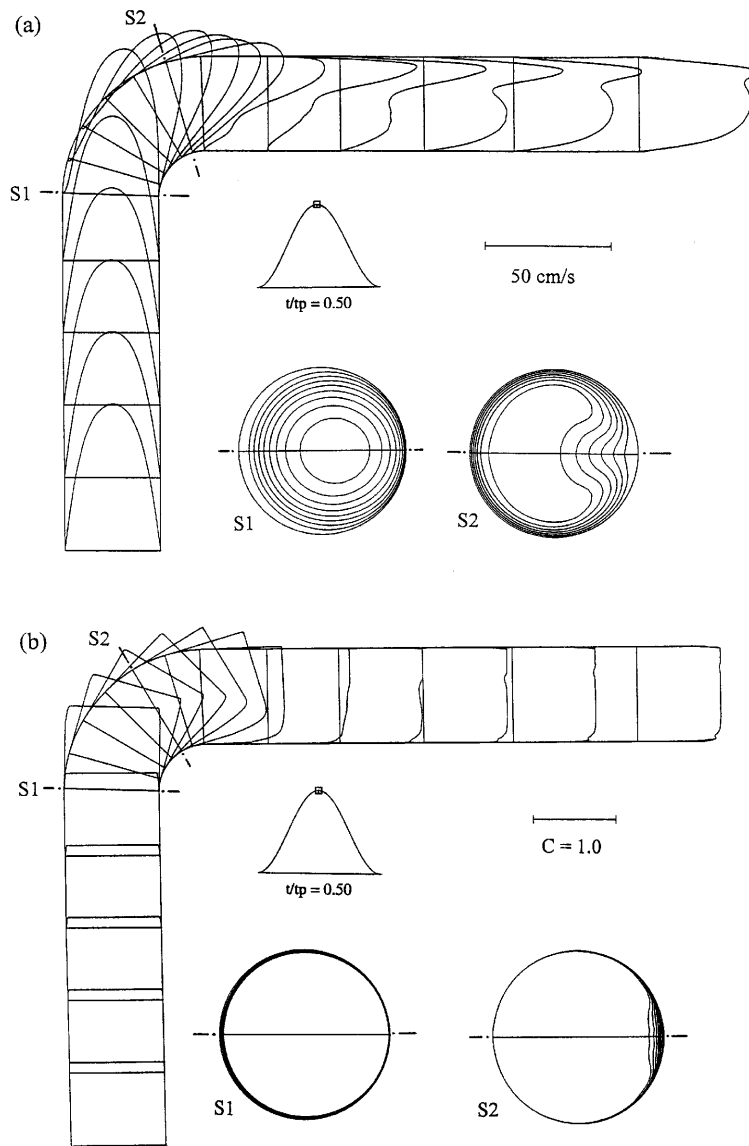 (a)
S2
S1
50 cm/s
t/tp = 0.50
S1
S2
(b)
S2
S1
C = 1.0
t/tp = 0.50
S1
S2